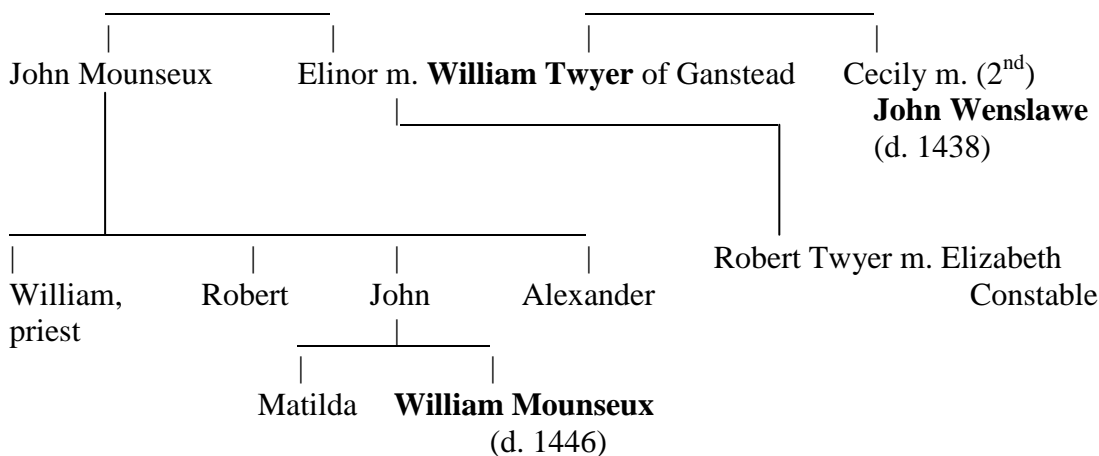 John Mounseux Elinor m. William Twyer of Ganstead Cecily m. (2nd)
John Wenslawe
(d. 1438)
Robert Twyer m. Elizabeth
Constable
William, Robert John Alexander
priest
Matilda William Mounseux
(d. 1446)